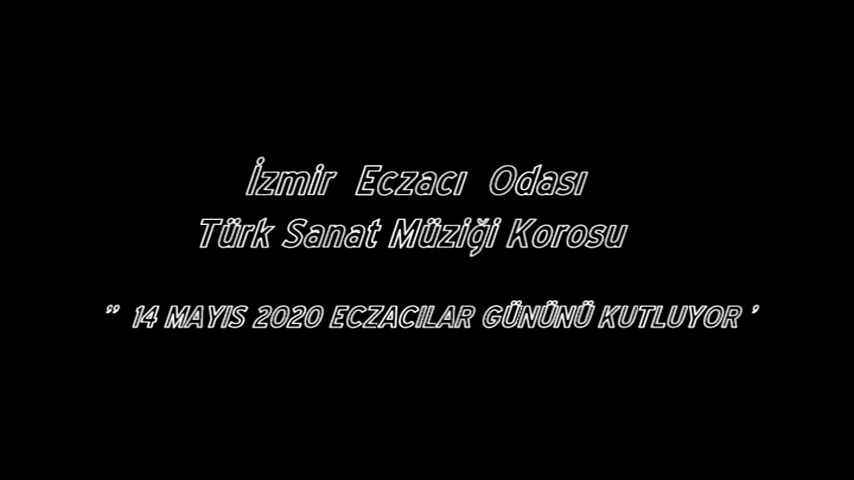 İzmir Eczacı Odası
Türk Sanat Müziği Korosu
" 14 MAYIS 2020 ECZACILAR GÜNÜNÜ KUTLUYOR '